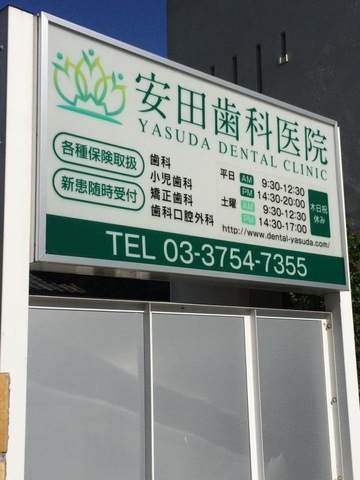 安田歯科医院
YASUDA DENTAL CLINIC
各種保険取扱
新患随時受付
歯科
小児歯科
矯正歯科
歯科口腔外科
平日 AM 9:30-12:30
PM 14:30-20:00
土曜 AM 9:30-12:30
PM 14:30-17:00
木日祝
休み
http://www.dental-yasuda.com/
TEL 03-3754-7355